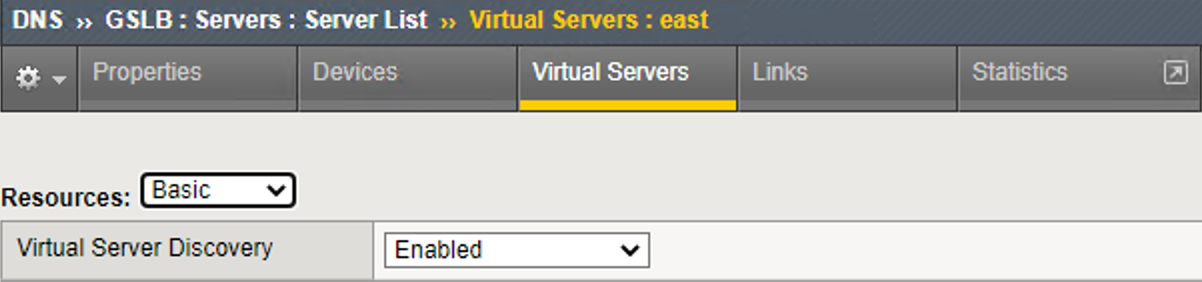 DNS ›› GSLB : Servers : Server List ›› Virtual Servers : east
Properties Devices Virtual Servers Links Statistics
Resources: Basic
Virtual Server Discovery Enabled